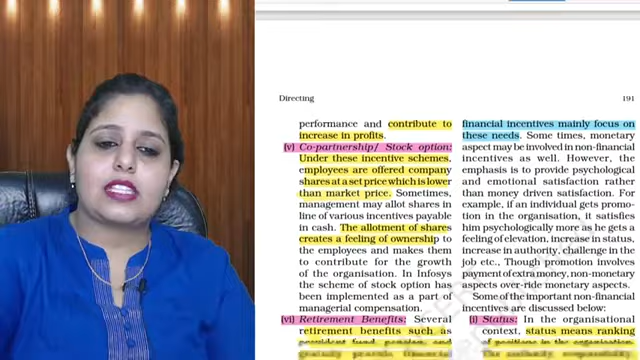 Directing
191
performance and contribute to
increase in profits.
(v) Co-partnership/ Stock option:
Under these incentive schemes,
employees are offered company
shares at a set price which is lower
than market price. Sometimes,
management may allot shares in
line of various incentives payable
in cash. The allotment of shares
creates a feeling of ownership to
the employees and makes them
to contribute for the growth
of the organisation. In Infosys
the scheme of stock option has
been implemented as a part of
managerial compensation.
(vi) Retirement Benefits: Several
retirement benefits such as
provident fund, pension, and
financial incentives mainly focus on
these needs. Some times, monetary
aspect may be involved in non-financial
incentives as well. However, the
emphasis is to provide psychological
and emotional satisfaction rather
than money driven satisfaction. For
example, if an individual gets promo-
tion in the organisation, it satisfies
him psychologically more as he gets a
feeling of elevation, increase in status,
increase in authority, challenge in the
job etc., Though promotion involves
payment of extra money, non-monetary
aspects over-ride monetary aspects.
Some of the important non-financial
incentives are discussed below:
(i) Status: In the organisational
context, status means ranking
of positions in the organisation.